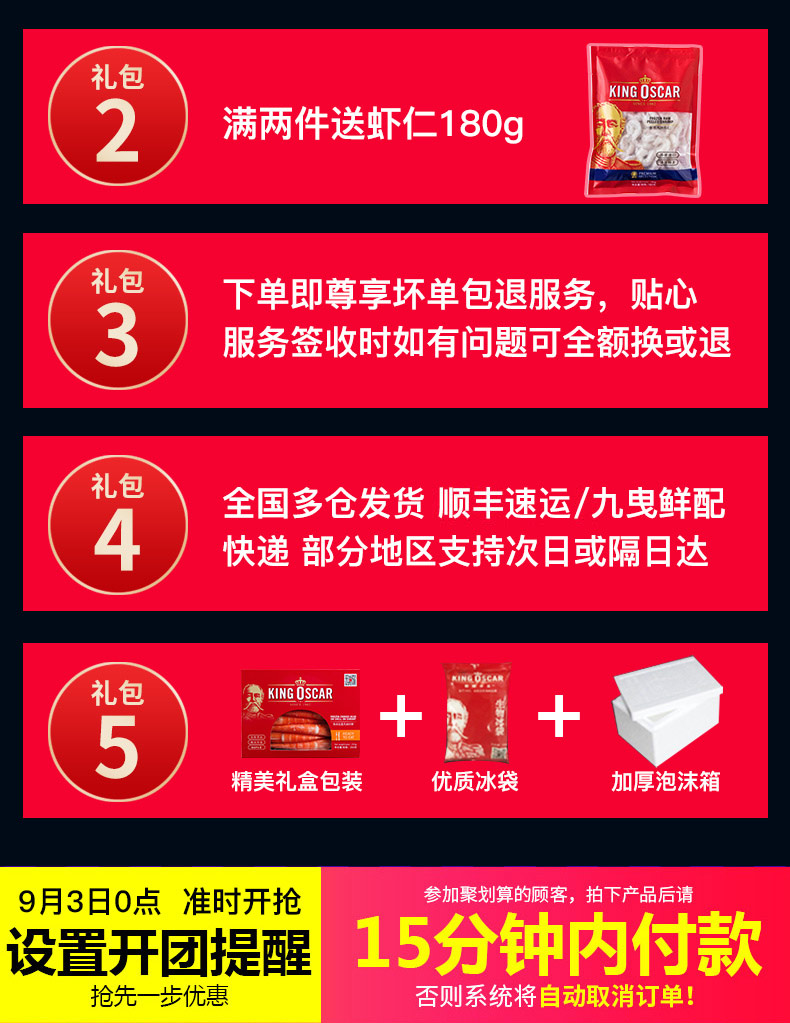 礼包
2
满两件送虾仁180g
KING OSCAR
礼包
3
下单即尊享坏单包退服务，贴心
服务签收时如有问题可全额换或退
礼包
4
全国多仓发货 顺丰速运/九曳鲜配
快递 部分地区支持次日或隔日达
礼包
5
KING OSCAR
KING OSCAR
生物冰袋
精美礼盒包装
优质冰袋
加厚泡沫箱
9月3日0点 准时开抢
设置开团提醒
抢先一步优惠
参加聚划算的顾客，拍下产品后请
15分钟内付款
否则系统将自动取消订单！